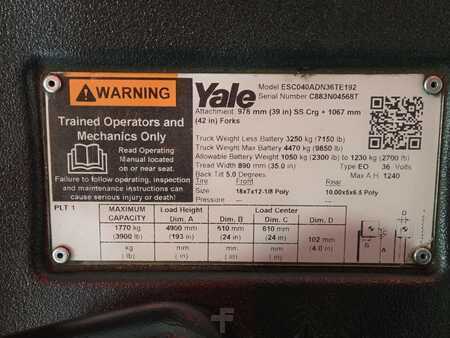 WARNING
Trained Operators and
Mechanics Only
Read Operating
Manual located
on or near seat.
Failure to follow operation, inspection
and maintenance instructions can
cause serious injury or death!
Yale
Model ESC040ADN36TE192
Serial Number C883N04568T
Attachment 976 mm (39 in) SS Crg + 1067 mm
(42 in) Forks
Truck Weight Less Battery 3250 kg (7150 lb)
Truck Weight Max Battery 4470 kg (9850 lb)
Allowable Battery Weight 1050 kg (2300 lb) to 1230 kg (2700 lb)
Tread Width 890 mm (35.0 in) Type EO 36 Volts
Back Tilt 5.0 Degrees Max A.H. 1240
Tire Front Rear
Size 18x7x12-1/8 Poly 10.00x5x6.5 Poly
Pressure -- --
PLT 1
MAXIMUM CAPACITY Load Height Load Center
Dim. A Dim. B Dim. C Dim. D
1770 kg 4900 mm 610 mm 610 mm
(3900 lb) (193 in) (24 in) (24 in) 102 mm
kg mm mm mm (4.0 in)
( lb) ( in) ( in) ( in)